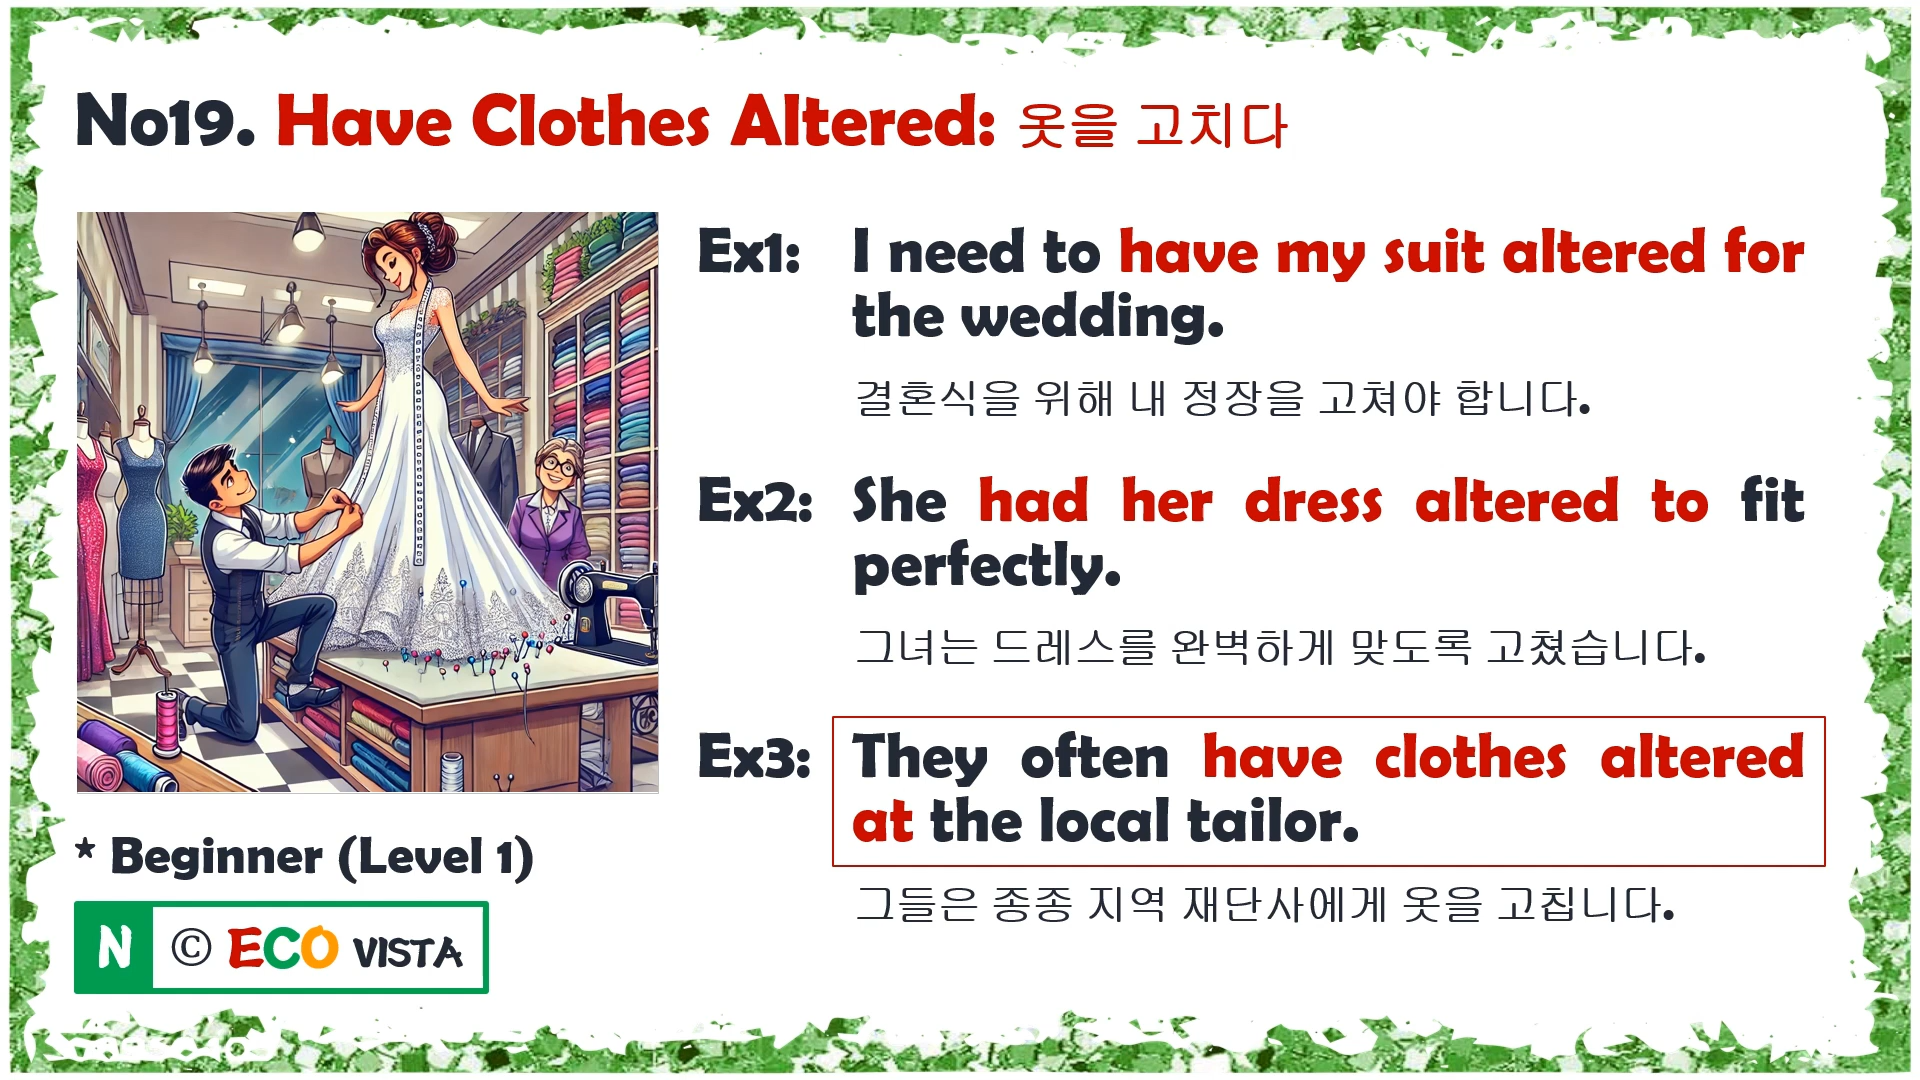 No19. Have Clothes Altered: 옷을 고치다
Ex1: I need to have my suit altered for
the wedding.
결혼식을 위해 내 정장을 고쳐야 합니다.
Ex2: She had her dress altered to fit
perfectly.
그녀는 드레스를 완벽하게 맞도록 고쳤습니다.
Ex3: They often have clothes altered
at the local tailor.
그들은 종종 지역 재단사에게 옷을 고칩니다.
* Beginner (Level 1)
N © ECO VISTA